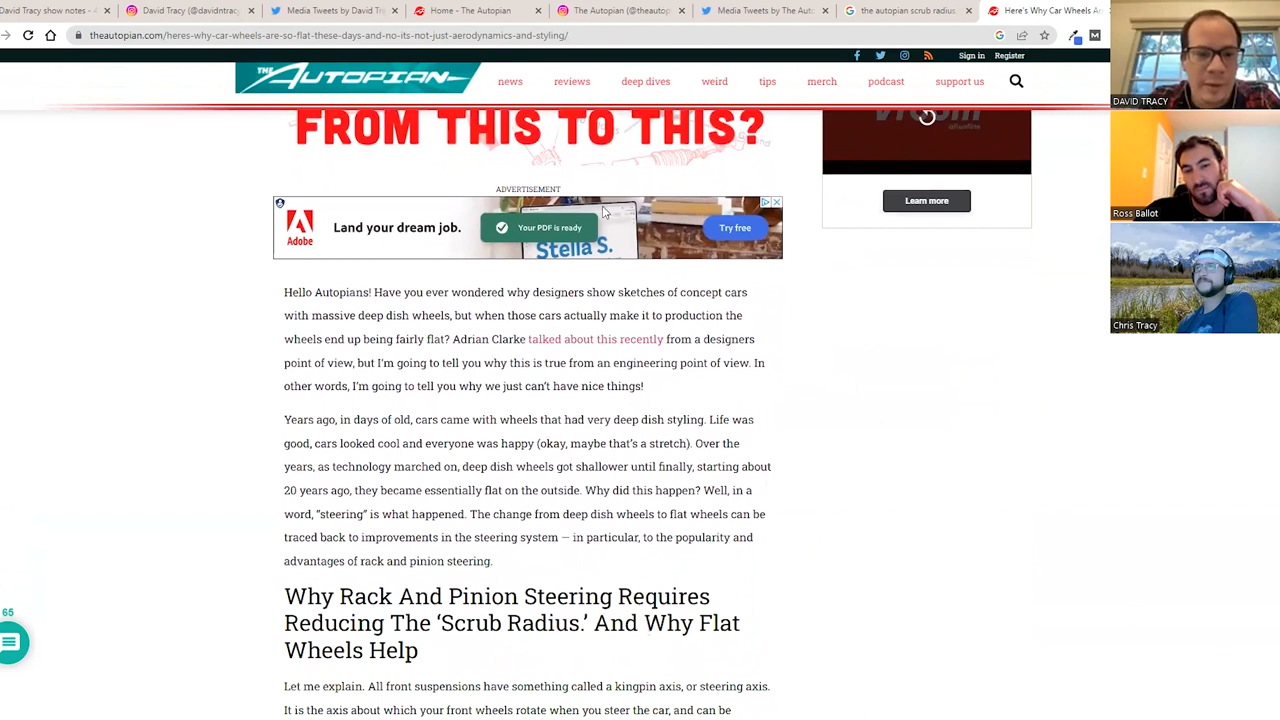 David Tracy show notes - 
David Tracy (@davidntrac
Media Tweets by David Tr
Home - The Autopian
The Autopian (@theautop
Media Tweets by The Aut
the autopian scrub radius
Here's Why Car Wheels Ar
theautopian.com/heres-why-car-wheels-are-so-flat-these-days-and-no-its-not-just-aerodynamics-and-styling/
Sign in Register
THE AUTOPIAN
news reviews deep dives weird tips merch podcast support us
DAVID TRACY
FROM THIS TO THIS?
vroom
Learn more
ADVERTISEMENT
Adobe
Land your dream job.
Your PDF is ready
Stella S.
Try free
Ross Ballot
Chris Tracy
Hello Autopians! Have you ever wondered why designers show sketches of concept cars
with massive deep dish wheels, but when those cars actually make it to production the
wheels end up being fairly flat? Adrian Clarke talked about this recently from a designers
point of view, but I'm going to tell you why this is true from an engineering point of view. In
other words, I'm going to tell you why we just can't have nice things!
Years ago, in days of old, cars came with wheels that had very deep dish styling. Life was
good, cars looked cool and everyone was happy (okay, maybe that's a stretch). Over the
years, as technology marched on, deep dish wheels got shallower until finally, starting about
20 years ago, they became essentially flat on the outside. Why did this happen? Well, in a
word, "steering" is what happened. The change from deep dish wheels to flat wheels can be
traced back to improvements in the steering system — in particular, to the popularity and
advantages of rack and pinion steering.
Why Rack And Pinion Steering Requires
Reducing The 'Scrub Radius.' And Why Flat
Wheels Help
65
Let me explain. All front suspensions have something called a kingpin axis, or steering axis.
It is the axis about which your front wheels rotate when you steer the car, and can be